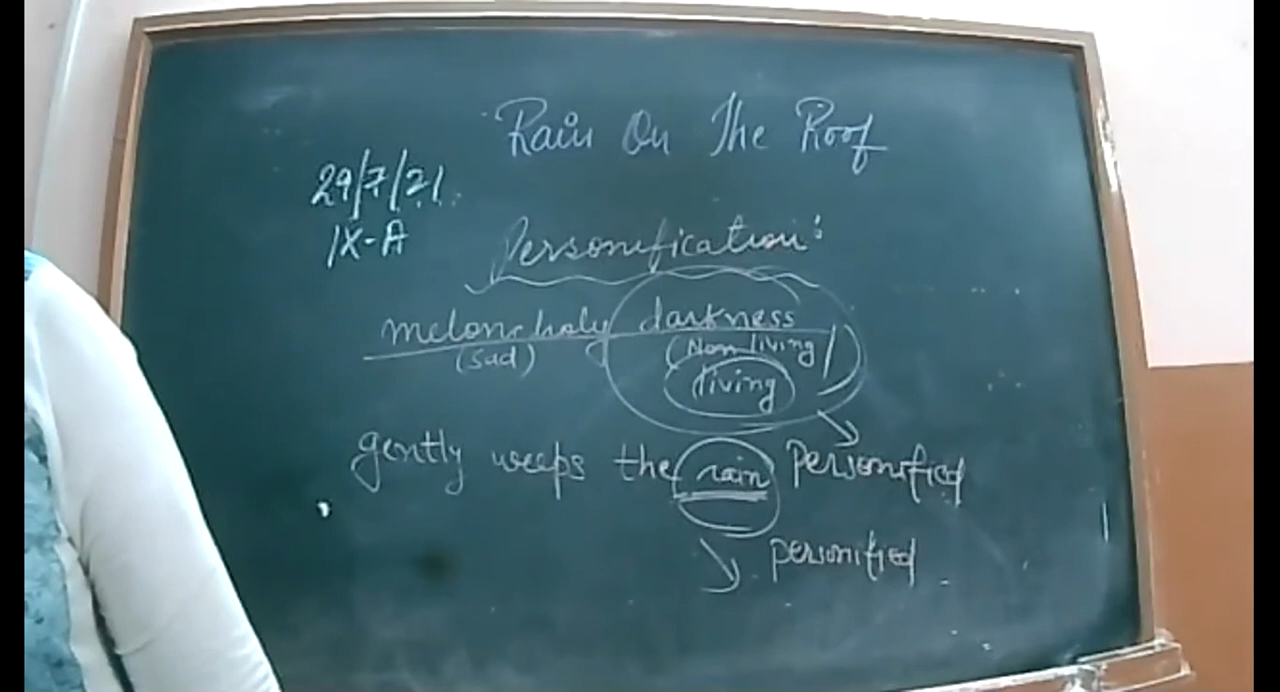 Rain On The Roof
29/7/21
IX-A
Personification:
meloncholy darkness
(sad) (Non living/
living)
gently weeps the rain personified
personified